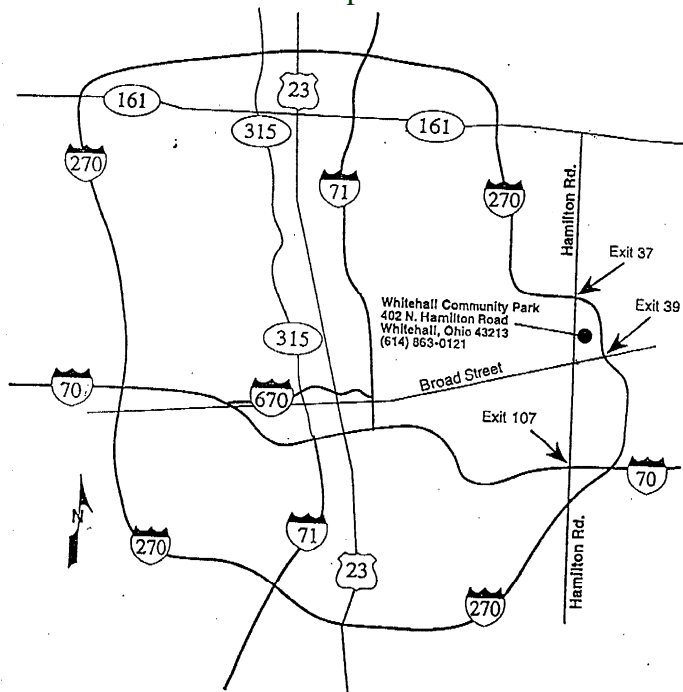 23
161
315
161
270
71
270
Hamilton Rd.
Exit 37
Whitehall Community Park
402 N. Hamilton Road
Whitehall, Ohio 43213
(614) 863-0121
Exit 39
315
Broad Street
70
670
Exit 107
70
N
270
71
23
270
Hamilton Rd.